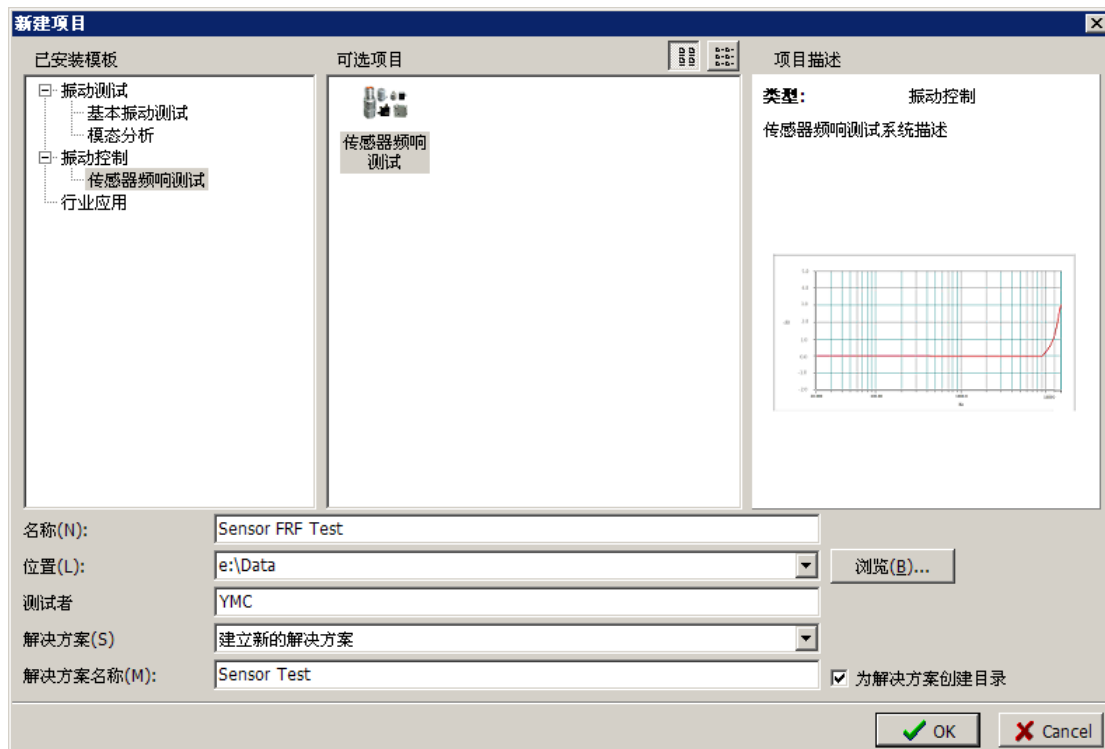 新建项目
已安装模板
可选项目
项目描述
振动测试
基本振动测试
模态分析
振动控制
传感器频响测试
行业应用
传感器频响
测试
类型: 振动控制
传感器频响测试系统描述
名称(N): Sensor FRF Test
位置(L): e:\Data 浏览(B)...
测试者 YMC
解决方案(S) 建立新的解决方案
解决方案名称(M): Sensor Test 为解决方案创建目录
OK Cancel